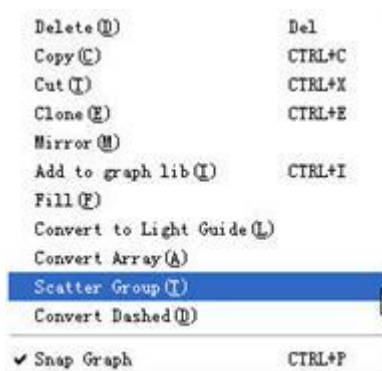 Delete(D) Del
Copy(C) CTRL+C
Cut(T) CTRL+X
Clone(E) CTRL+E
Mirror(M)
Add to graph lib(I) CTRL+I
Fill(F)
Convert to Light Guide(L)
Convert Array(A)
Scatter Group(T)
Convert Dashed(D)
✔ Snap Graph CTRL+P